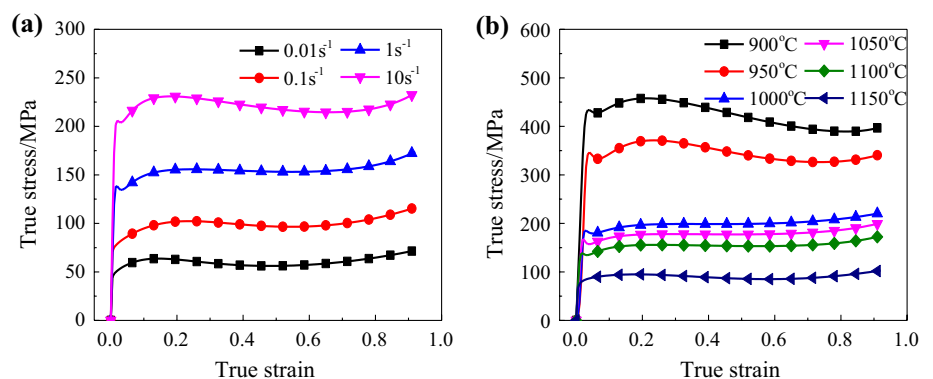 (a)
300
250
200
150
100
50
0
True stress/MPa
0.01s-1
1s-1
0.1s-1
10s-1
0.0 0.2 0.4 0.6 0.8 1.0
True strain
(b)
600
500
400
300
200
100
0
True stress/MPa
900°C
1050°C
950°C
1100°C
1000°C
1150°C
0.0 0.2 0.4 0.6 0.8 1.0
True strain